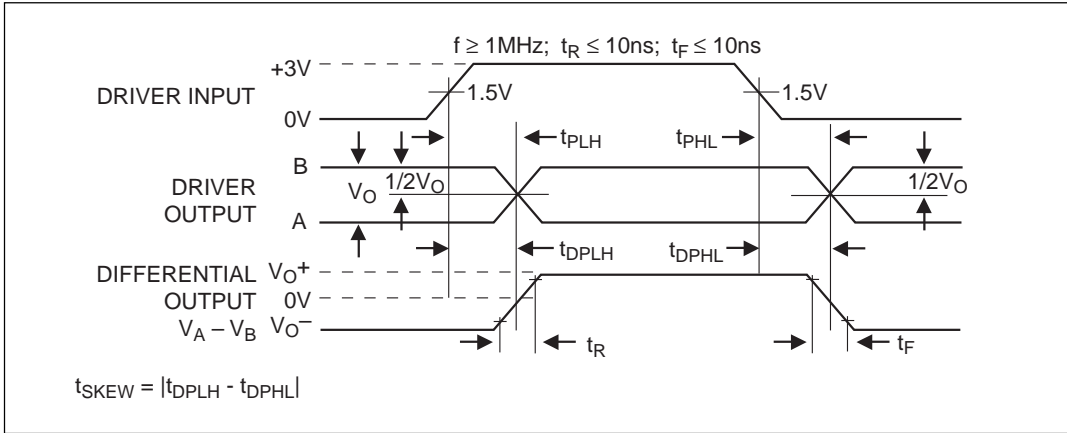 f ≥ 1MHz; tR ≤ 10ns; tF ≤ 10ns
+3V
DRIVER INPUT
1.5V
1.5V
0V
tPLH
tPHL
B
DRIVER
OUTPUT
VO
1/2VO
1/2VO
A
tDPLH
tDPHL
DIFFERENTIAL
OUTPUT
VA – VB
VO+
0V
VO–
tR
tF
tSKEW = |tDPLH - tDPHL|